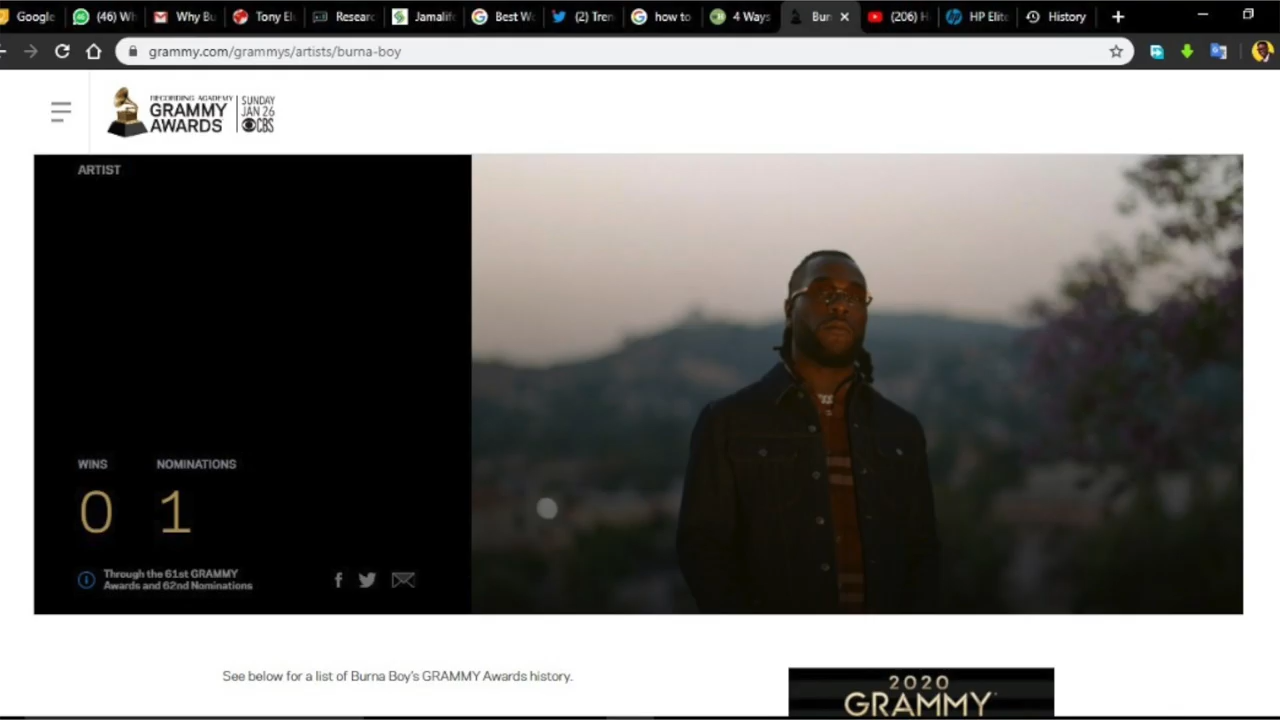 Google
(46) Wh
Why Bu
Tony El
Researc
Jamalife
Best We
(2) Tren
how to
4 Ways
Bur
(206) H
HP Elite
History
grammy.com/grammys/artists/burna-boy
RECORDING ACADEMY
GRAMMY
AWARDS
SUNDAY
JAN 26
CBS
ARTIST
WINS
NOMINATIONS
0
1
Through the 61st GRAMMY
Awards and 62nd Nominations
See below for a list of Burna Boy's GRAMMY Awards history.
2020
GRAMMY